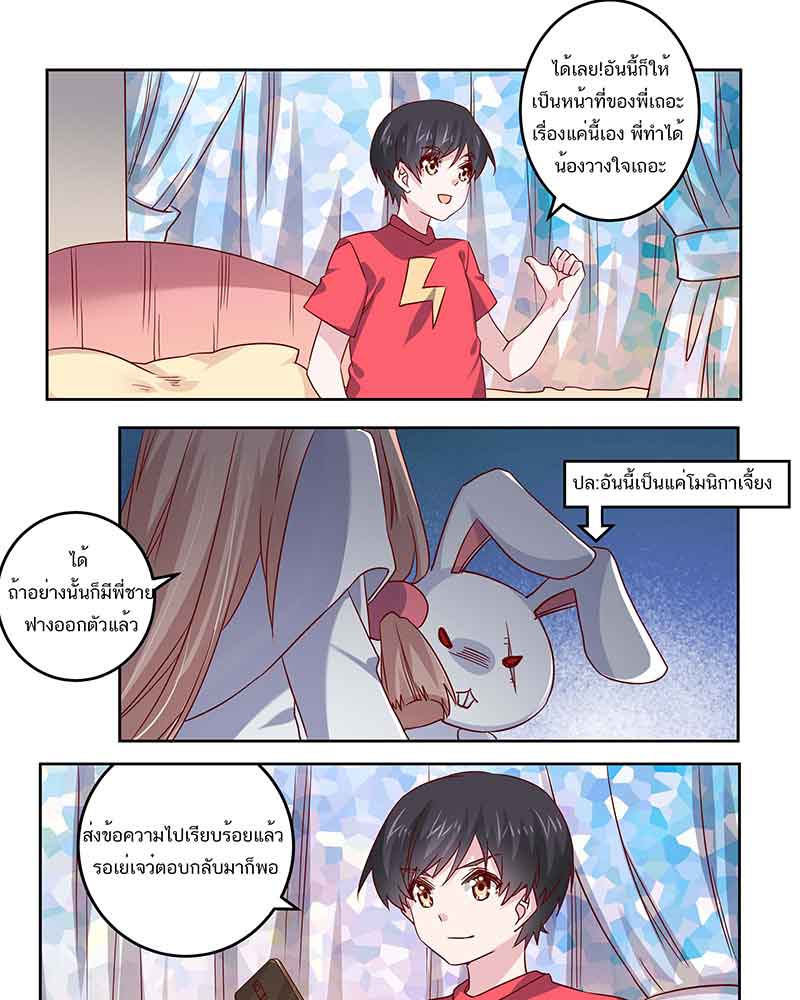 ได้เลย!อันนี้ก็ให้
เป็นหน้าที่ของพี่เถอะ
เรื่องแค่นี้เอง พี่ทำได้
น้องวางใจเถอะ
ปล:อันนี้เป็นแค่โมนิกาเจี้ยง
ได้
ถ้าอย่างนั้นก็มีพี่ชาย
ฟางออกตัวแล้ว
ส่งข้อความไปเรียบร้อยแล้ว
รอเย่เจว๋ตอบกลับมาก็พอ